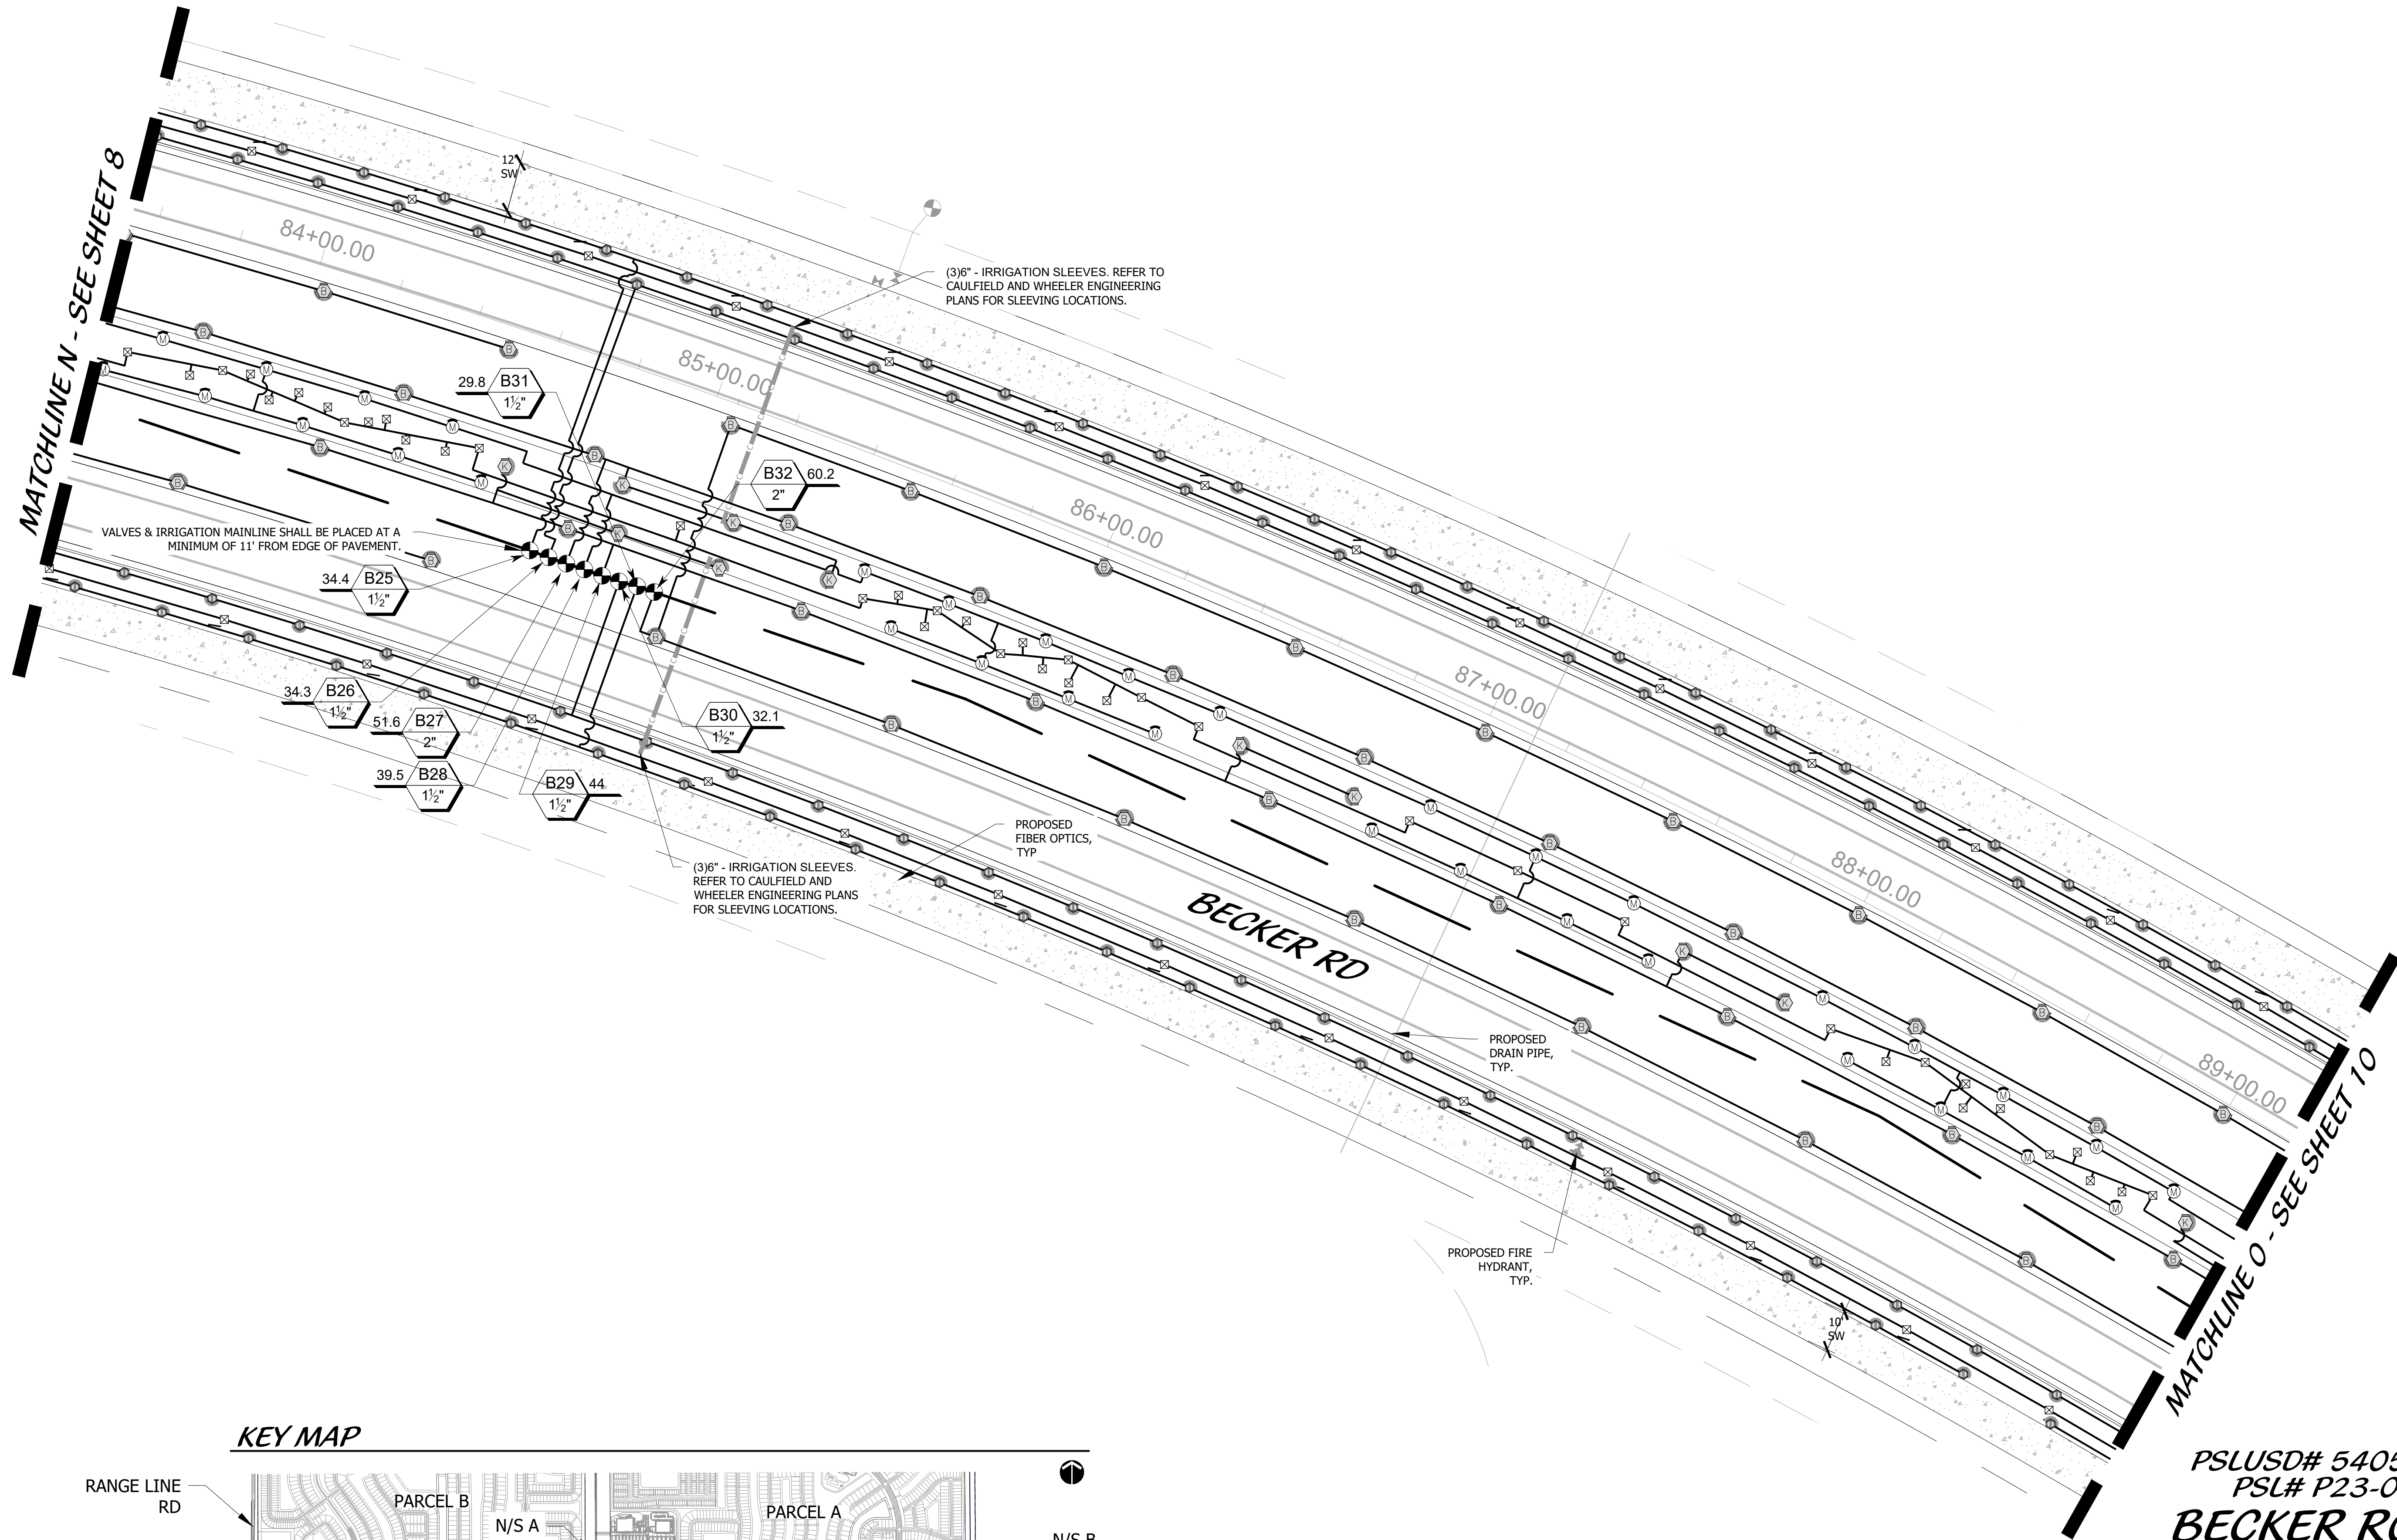 MATCHLINE N - SEE SHEET 8
12'
SW
84+00.00
(3)6" - IRRIGATION SLEEVES. REFER TO
CAULFIELD AND WHEELER ENGINEERING
PLANS FOR SLEEVING LOCATIONS.
85+00.00
29.8 B31
1½"
B32 60.2
2"
86+00.00
VALVES & IRRIGATION MAINLINE SHALL BE PLACED AT A
MINIMUM OF 11' FROM EDGE OF PAVEMENT.
34.4 B25
1½"
34.3 B26
1½"
51.6 B27
2"
39.5 B28
1½"
B29 44
1½"
B30 32.1
1½"
87+00.00
PROPOSED
FIBER OPTICS,
TYP
(3)6" - IRRIGATION SLEEVES.
REFER TO CAULFIELD AND
WHEELER ENGINEERING PLANS
FOR SLEEVING LOCATIONS.
88+00.00
BECKER RD
PROPOSED
DRAIN PIPE,
TYP.
89+00.00
PROPOSED FIRE
HYDRANT,
TYP.
10'
SW
MATCHLINE O - SEE SHEET 10
KEY MAP
RANGE LINE
RD
PARCEL B
N/S A
PARCEL A
N/S B
PSLUSD# 5405
PSL# P23-0
BECKER